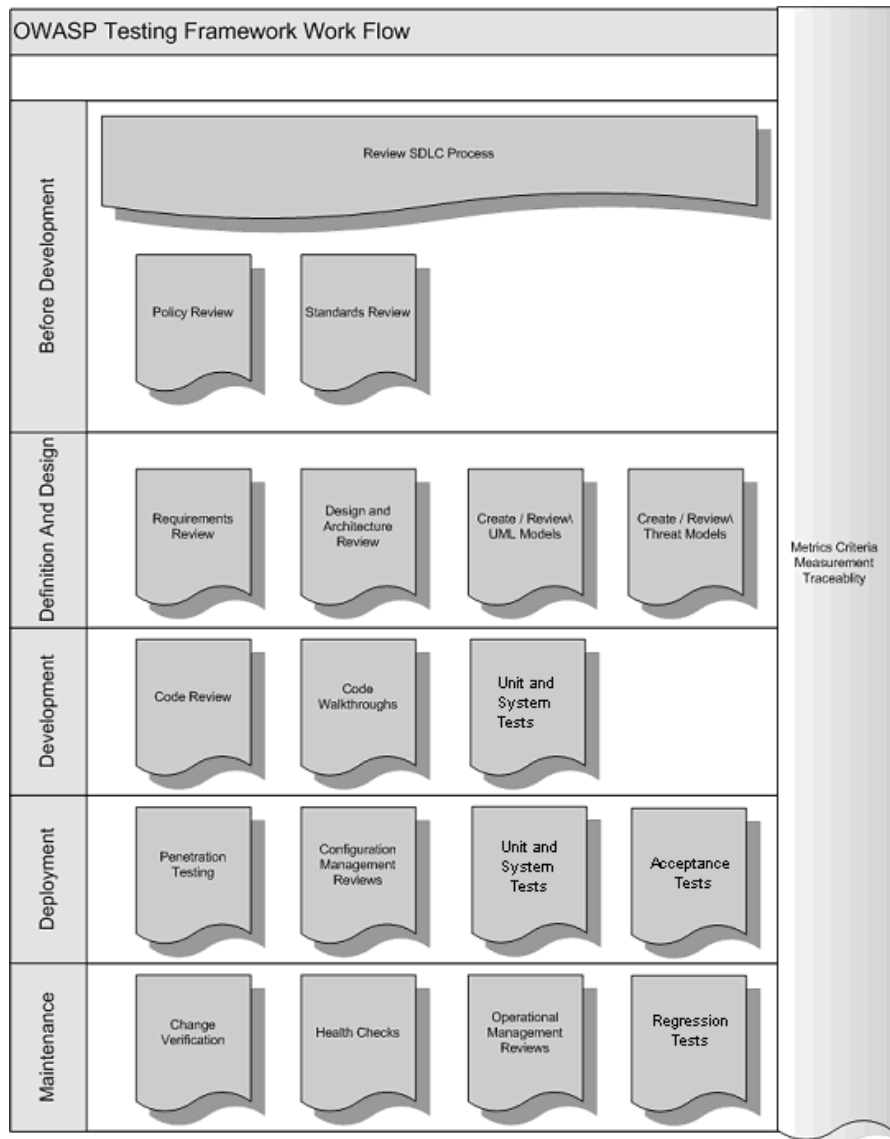 OWASP Testing Framework Work Flow
Before Development
Review SDLC Process
Policy Review
Standards Review
Definition And Design
Requirements
Review
Design and
Architecture
Review
Create / Review\
UML Models
Create / Review\
Threat Models
Development
Code Review
Code
Walkthroughs
Unit and
System
Tests
Deployment
Penetration
Testing
Configuration
Management
Reviews
Unit and
System
Tests
Acceptance
Tests
Maintenance
Change
Verification
Health Checks
Operational
Management
Reviews
Regression
Tests
Metrics Criteria
Measurement
Traceablity